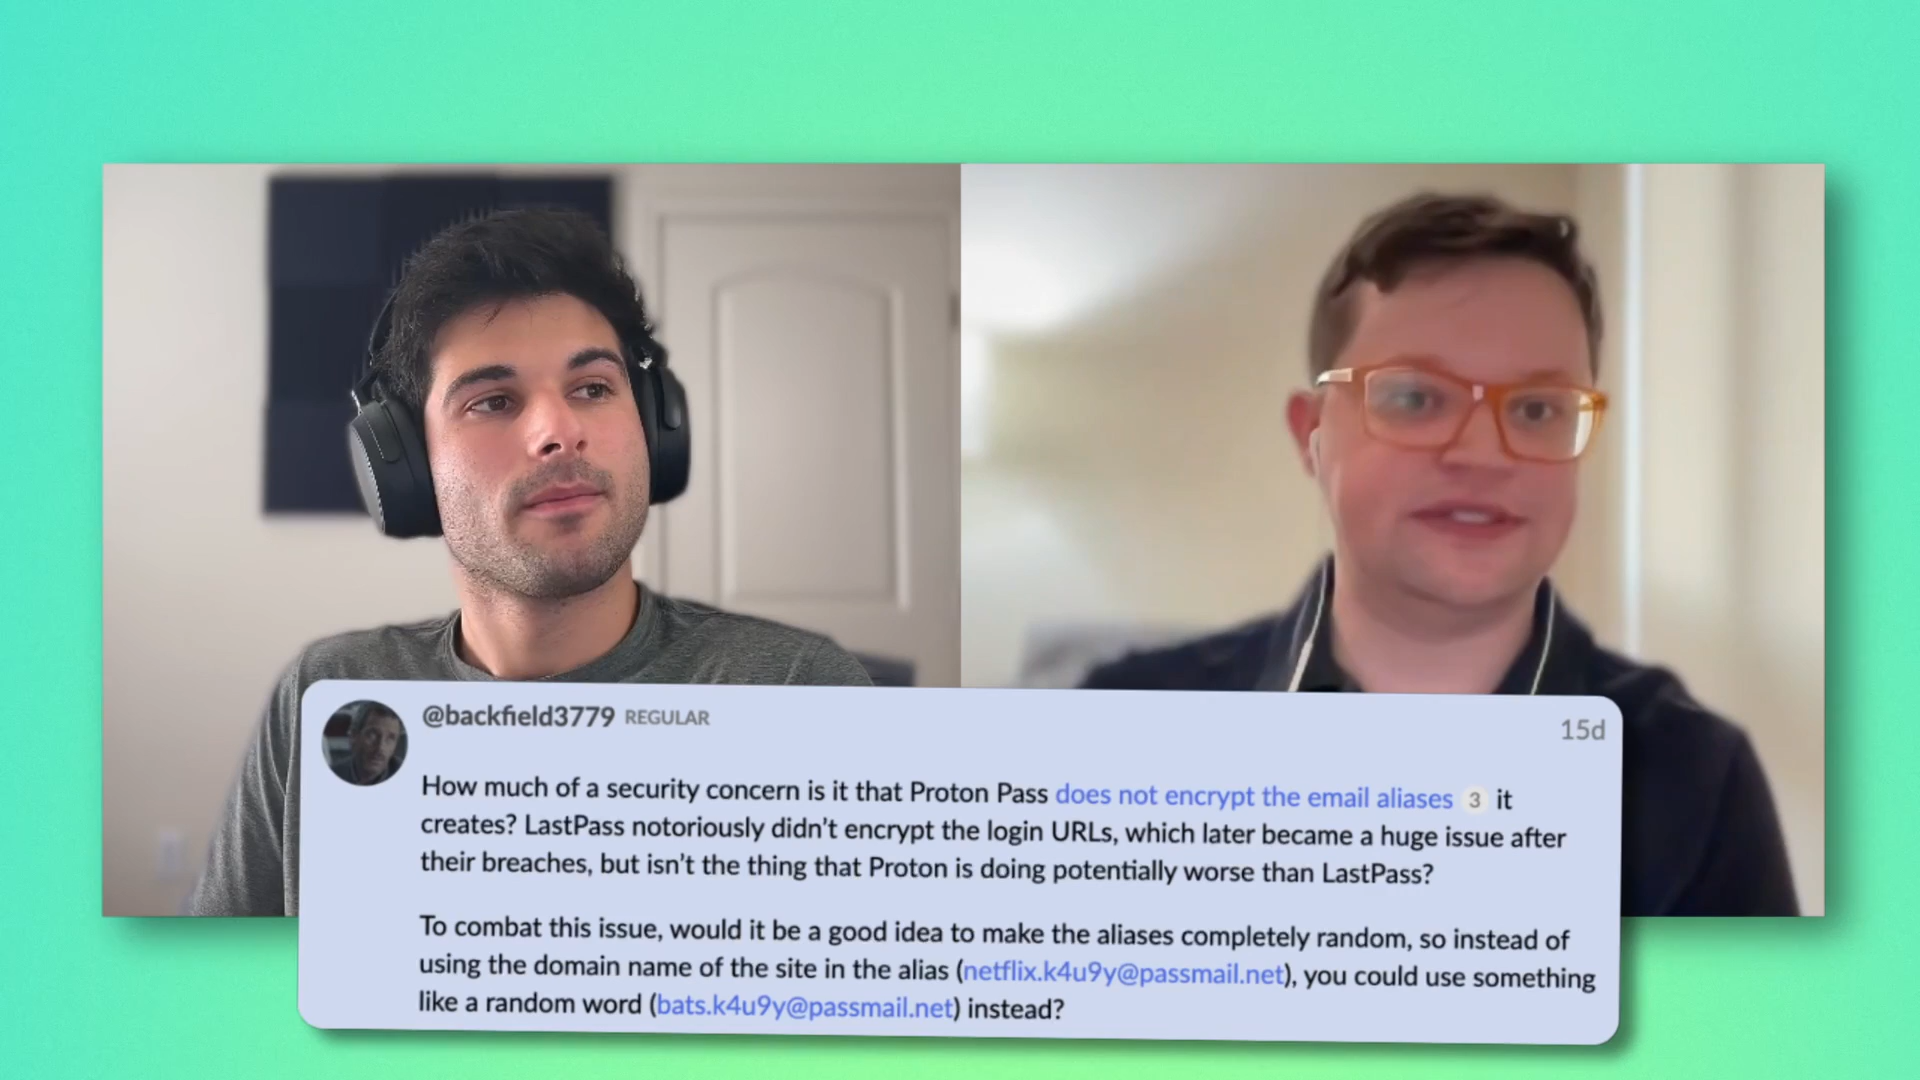 @backfield3779 REGULAR 15d
How much of a security concern is it that Proton Pass does not encrypt the email aliases 3 it
creates? LastPass notoriously didn't encrypt the login URLs, which later became a huge issue after
their breaches, but isn't the thing that Proton is doing potentially worse than LastPass?
To combat this issue, would it be a good idea to make the aliases completely random, so instead of
using the domain name of the site in the alias (netflix.k4u9y@passmail.net), you could use something
like a random word (bats.k4u9y@passmail.net) instead?